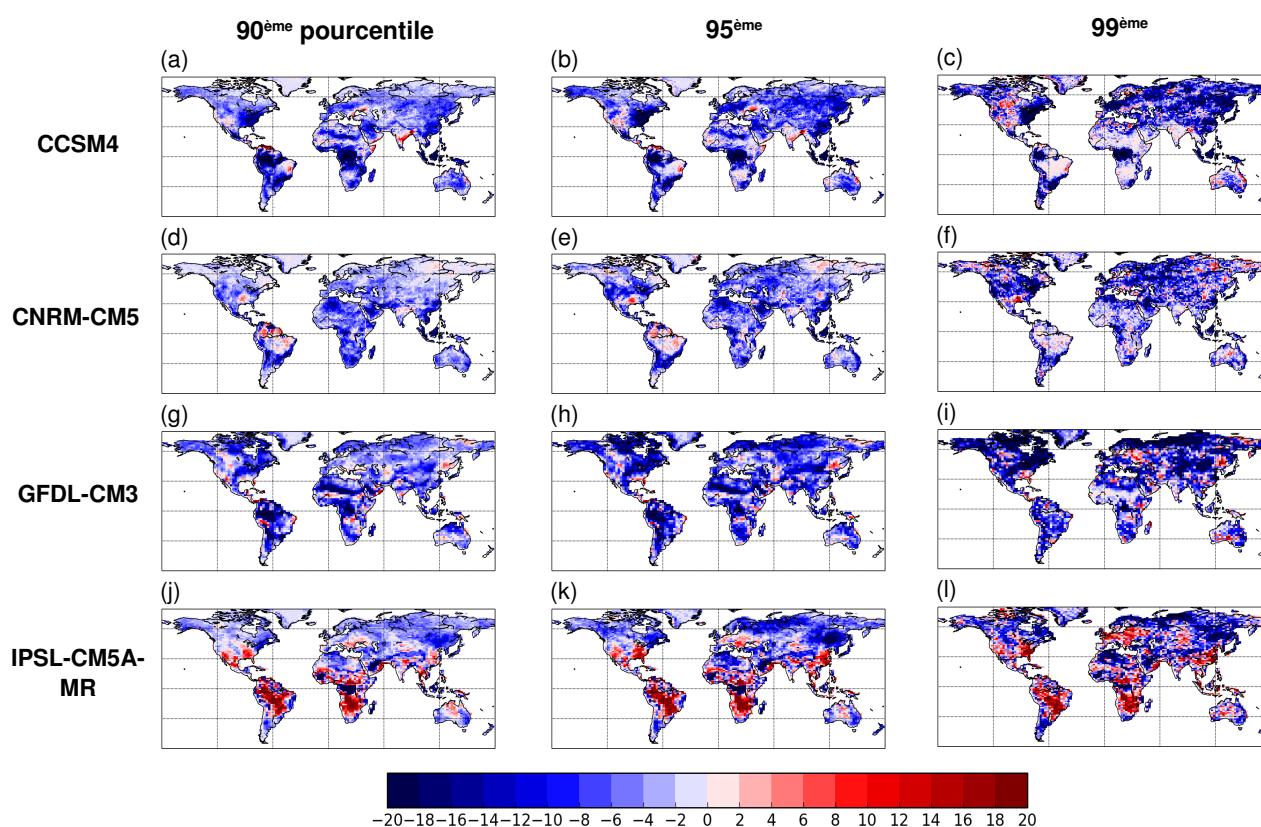 90ème pourcentile 95ème 99ème
(a) (b) (c)
CCSM4
(d) (e) (f)
CNRM-CM5
(g) (h) (i)
GFDL-CM3
(j) (k) (l)
IPSL-CM5A-
MR
−20 −18 −16 −14 −12 −10 −8 −6 −4 −2 0 2 4 6 8 10 12 14 16 18 20